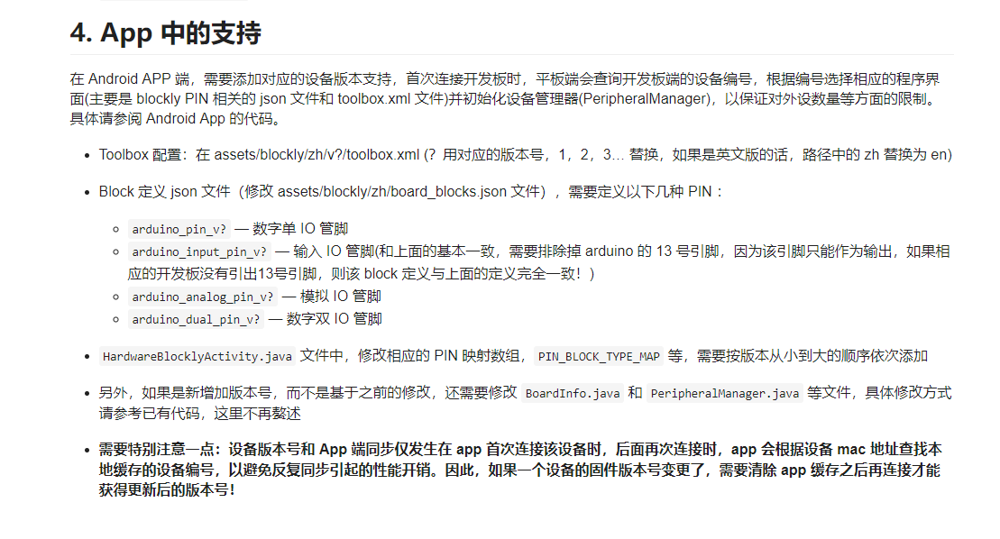 4. App 中的支持
在 Android APP 端，需要添加对应的设备版本支持，首次连接开发板时，平板端会查询开发板端的设备编号，根据编号选择相应的程序界
面(主要是 blockly PIN 相关的 json 文件和 toolbox.xml 文件)并初始化设备管理器(PeripheralManager)，以保证对外设数量等方面的限制。
具体请参阅 Android App 的代码。
• Toolbox 配置：在 assets/blockly/zh/v?/toolbox.xml (？用对应的版本号，1，2，3... 替换，如果是英文版的话，路径中的 zh 替换为 en)
• Block 定义 json 文件（修改 assets/blockly/zh/board_blocks.json 文件），需要定义以下几种 PIN：
◦ arduino_pin_v? — 数字单 IO 管脚
◦ arduino_input_pin_v? — 输入 IO 管脚(和上面的基本一致，需要排除掉 arduino 的 13 号引脚，因为该引脚只能作为输出，如果相
应的开发板没有引出13号引脚，则该 block 定义与上面的定义完全一致！)
◦ arduino_analog_pin_v? — 模拟 IO 管脚
◦ arduino_dual_pin_v? — 数字双 IO 管脚
• HardwareBlocklyActivity.java 文件中，修改相应的 PIN 映射数组， PIN_BLOCK_TYPE_MAP 等，需要按版本从小到大的顺序依次添加
• 另外，如果是新增加版本号，而不是基于之前的修改，还需要修改 BoardInfo.java 和 PeripheralManager.java 等文件，具体修改方式
请参考已有代码，这里不再赘述
• 需要特别注意一点：设备版本号和 App 端同步仅发生在 app 首次连接该设备时，后面再次连接时，app 会根据设备 mac 地址查找本
地缓存的设备编号，以避免反复同步引起的性能开销。因此，如果一个设备的固件版本号变更了，需要清除 app 缓存之后再连接才能
获得更新后的版本号！